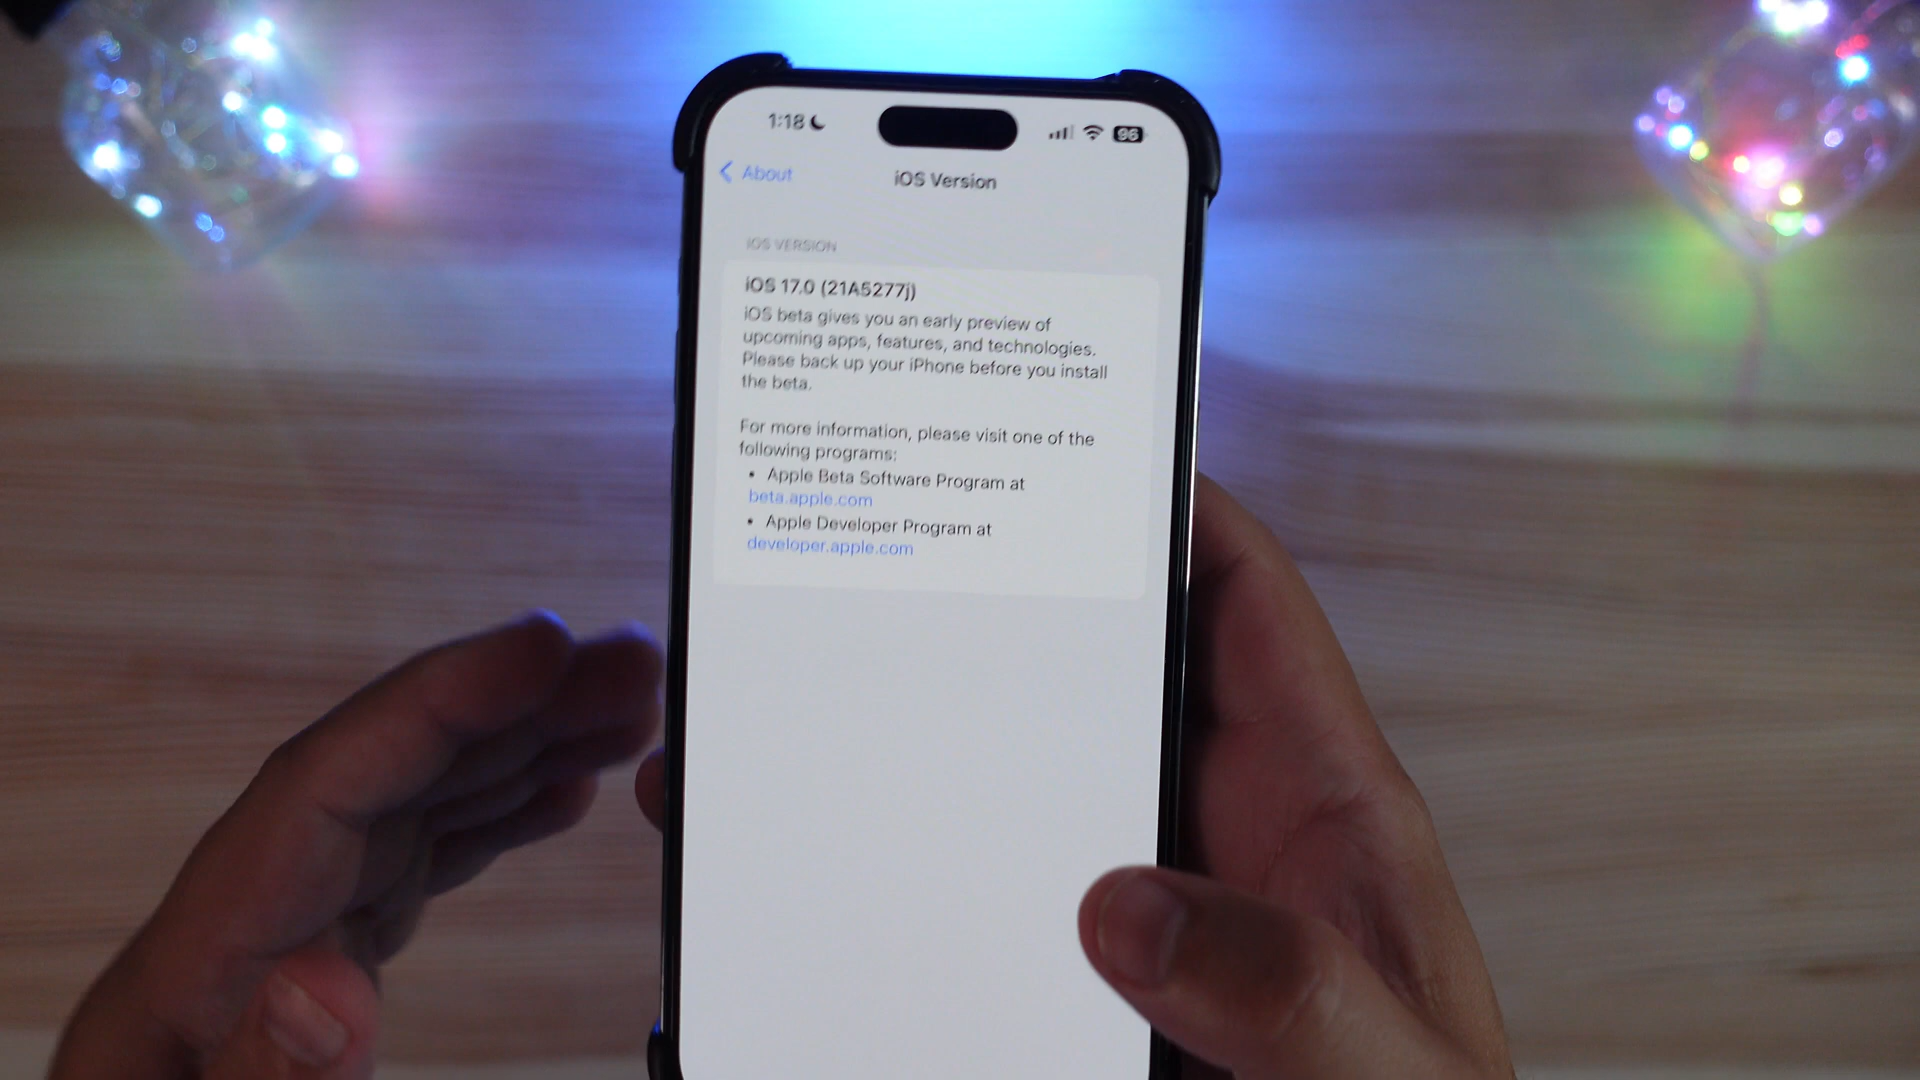 1:18
96
About
iOS Version
IOS VERSION
iOS 17.0 (21A5277j)
iOS beta gives you an early preview of
upcoming apps, features, and technologies.
Please back up your iPhone before you install
the beta.
For more information, please visit one of the
following programs:
• Apple Beta Software Program at
beta.apple.com
• Apple Developer Program at
developer.apple.com